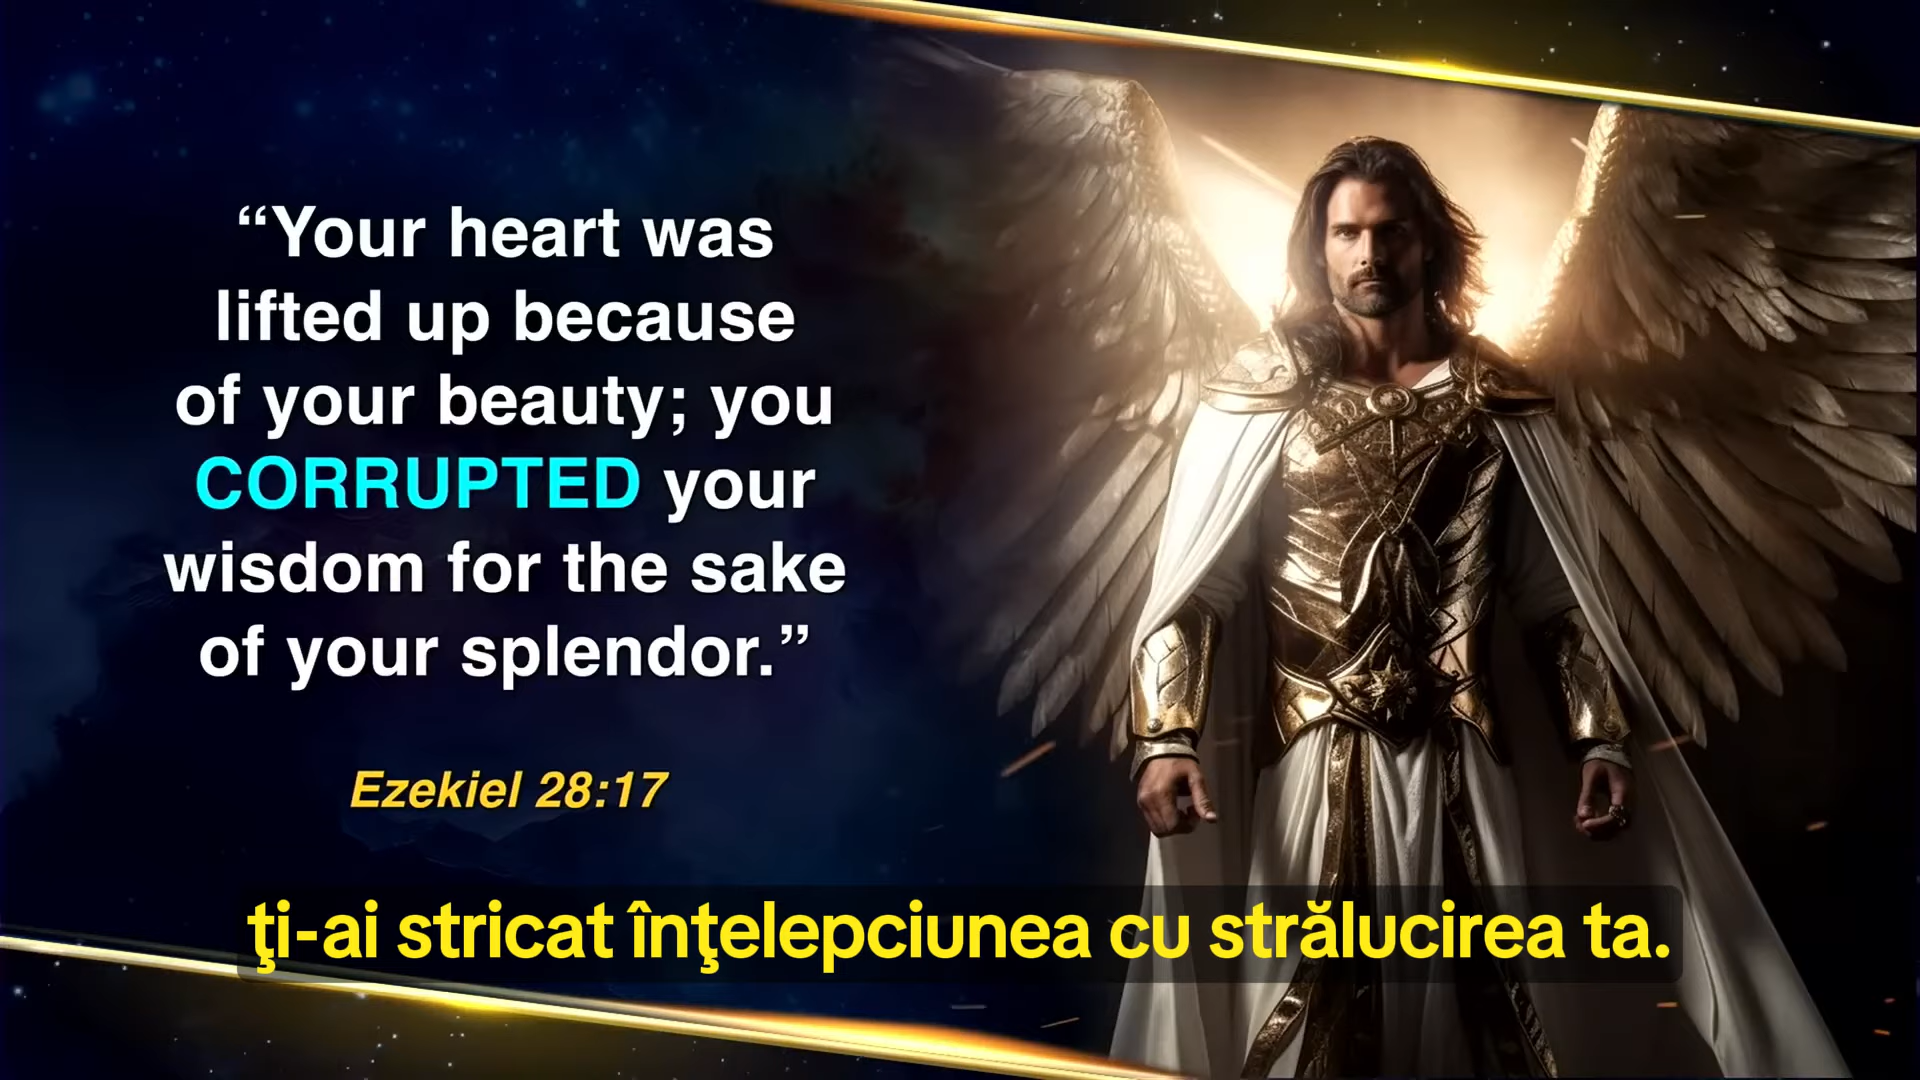 “Your heart was
lifted up because
of your beauty; you
CORRUPTED your
wisdom for the sake
of your splendor.”
Ezekiel 28:17
ţi-ai stricat înţelepciunea cu strălucirea ta.